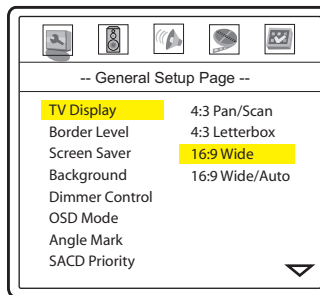 -- General Setup Page --
TV Display
Border Level
Screen Saver
Background
Dimmer Control
OSD Mode
Angle Mark
SACD Priority
4:3 Pan/Scan
4:3 Letterbox
16:9 Wide
16:9 Wide/Auto